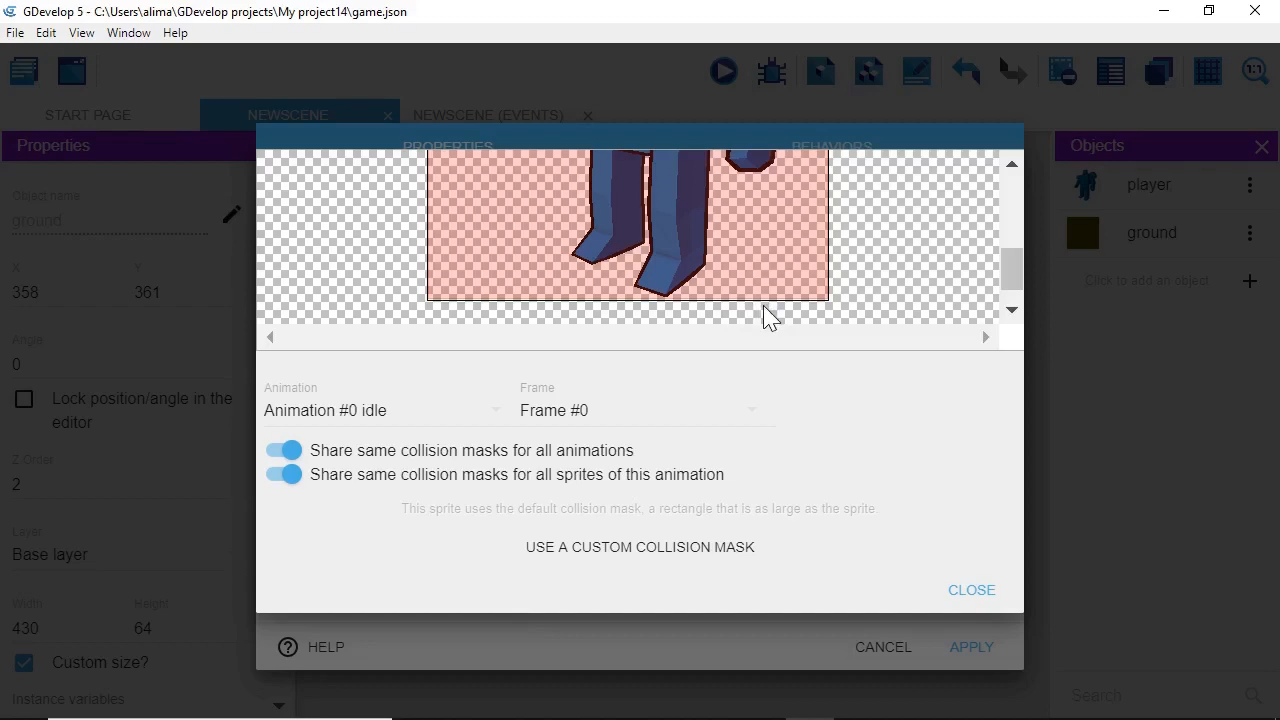 GDevelop 5 - C:\Users\alima\GDevelop projects\My project14\game.json
File Edit View Window Help
START PAGE NEWSCENE NEWSCENE (EVENTS)
Properties
PROPERTIES BEHAVIORS
Objects
Object name
ground
player
ground
Click to add an object
X Y
358 361
Angle
0
Lock position/angle in the
editor
Z Order
2
Layer
Base layer
Width Height
430 64
Custom size?
Instance variables
Animation Frame
Animation #0 idle Frame #0
Share same collision masks for all animations
Share same collision masks for all sprites of this animation
This sprite uses the default collision mask, a rectangle that is as large as the sprite.
USE A CUSTOM COLLISION MASK
CLOSE
HELP CANCEL APPLY
Search
1:1